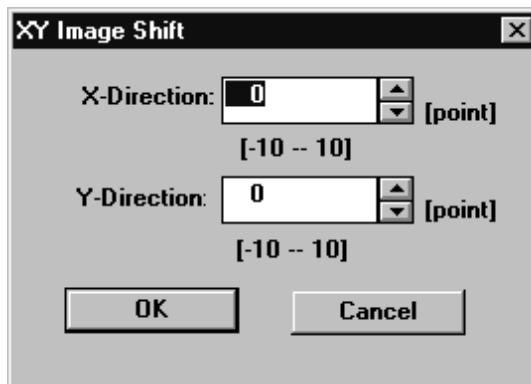 XY Image Shift
X-Direction: 0 [point]
[-10 -- 10]
Y-Direction: 0 [point]
[-10 -- 10]
OK Cancel